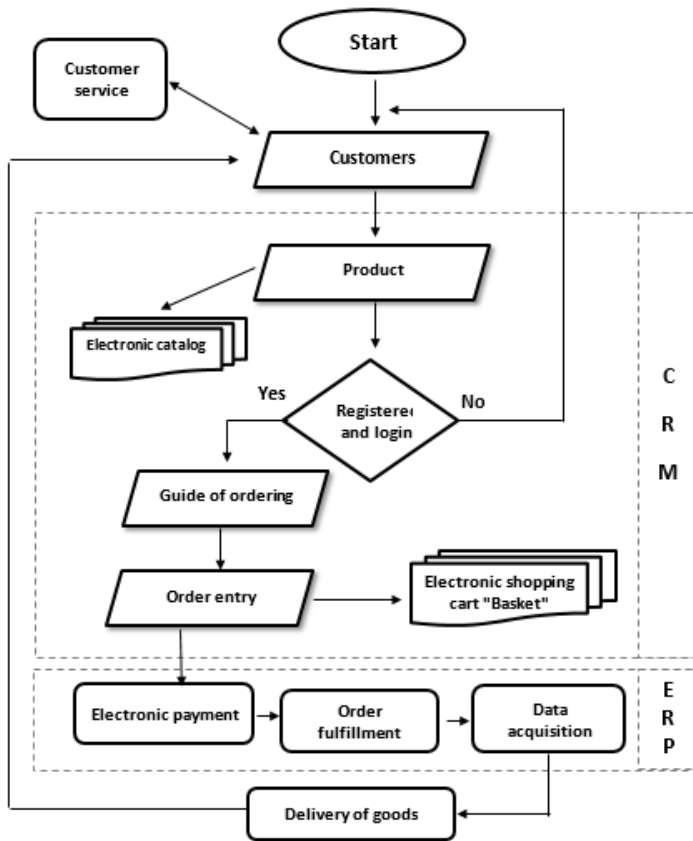 Start
Customer
service
Customers
Product
Electronic catalog
Yes
No
Registere
and login
Guide of ordering
Order entry
Electronic shopping
cart "Basket"
C
R
M
Electronic payment
Order
fulfillment
Data
acquisition
E
R
P
Delivery of goods